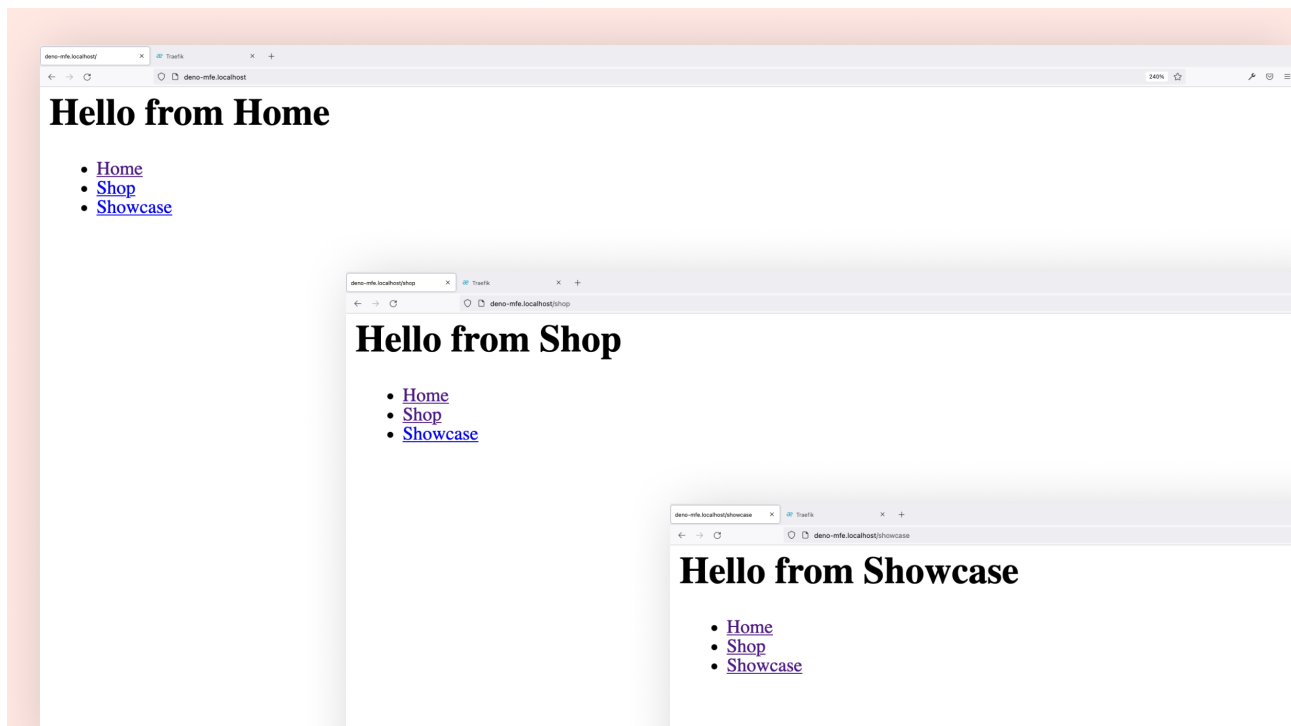 deno-mfe.localhost/
Traefik
deno-mfe.localhost
240%
Hello from Home
Home
Shop
Showcase
deno-mfe.localhost/shop
Traefik
deno-mfe.localhost/shop
Hello from Shop
Home
Shop
Showcase
deno-mfe.localhost/showcase
Traefik
deno-mfe.localhost/showcase
Hello from Showcase
Home
Shop
Showcase